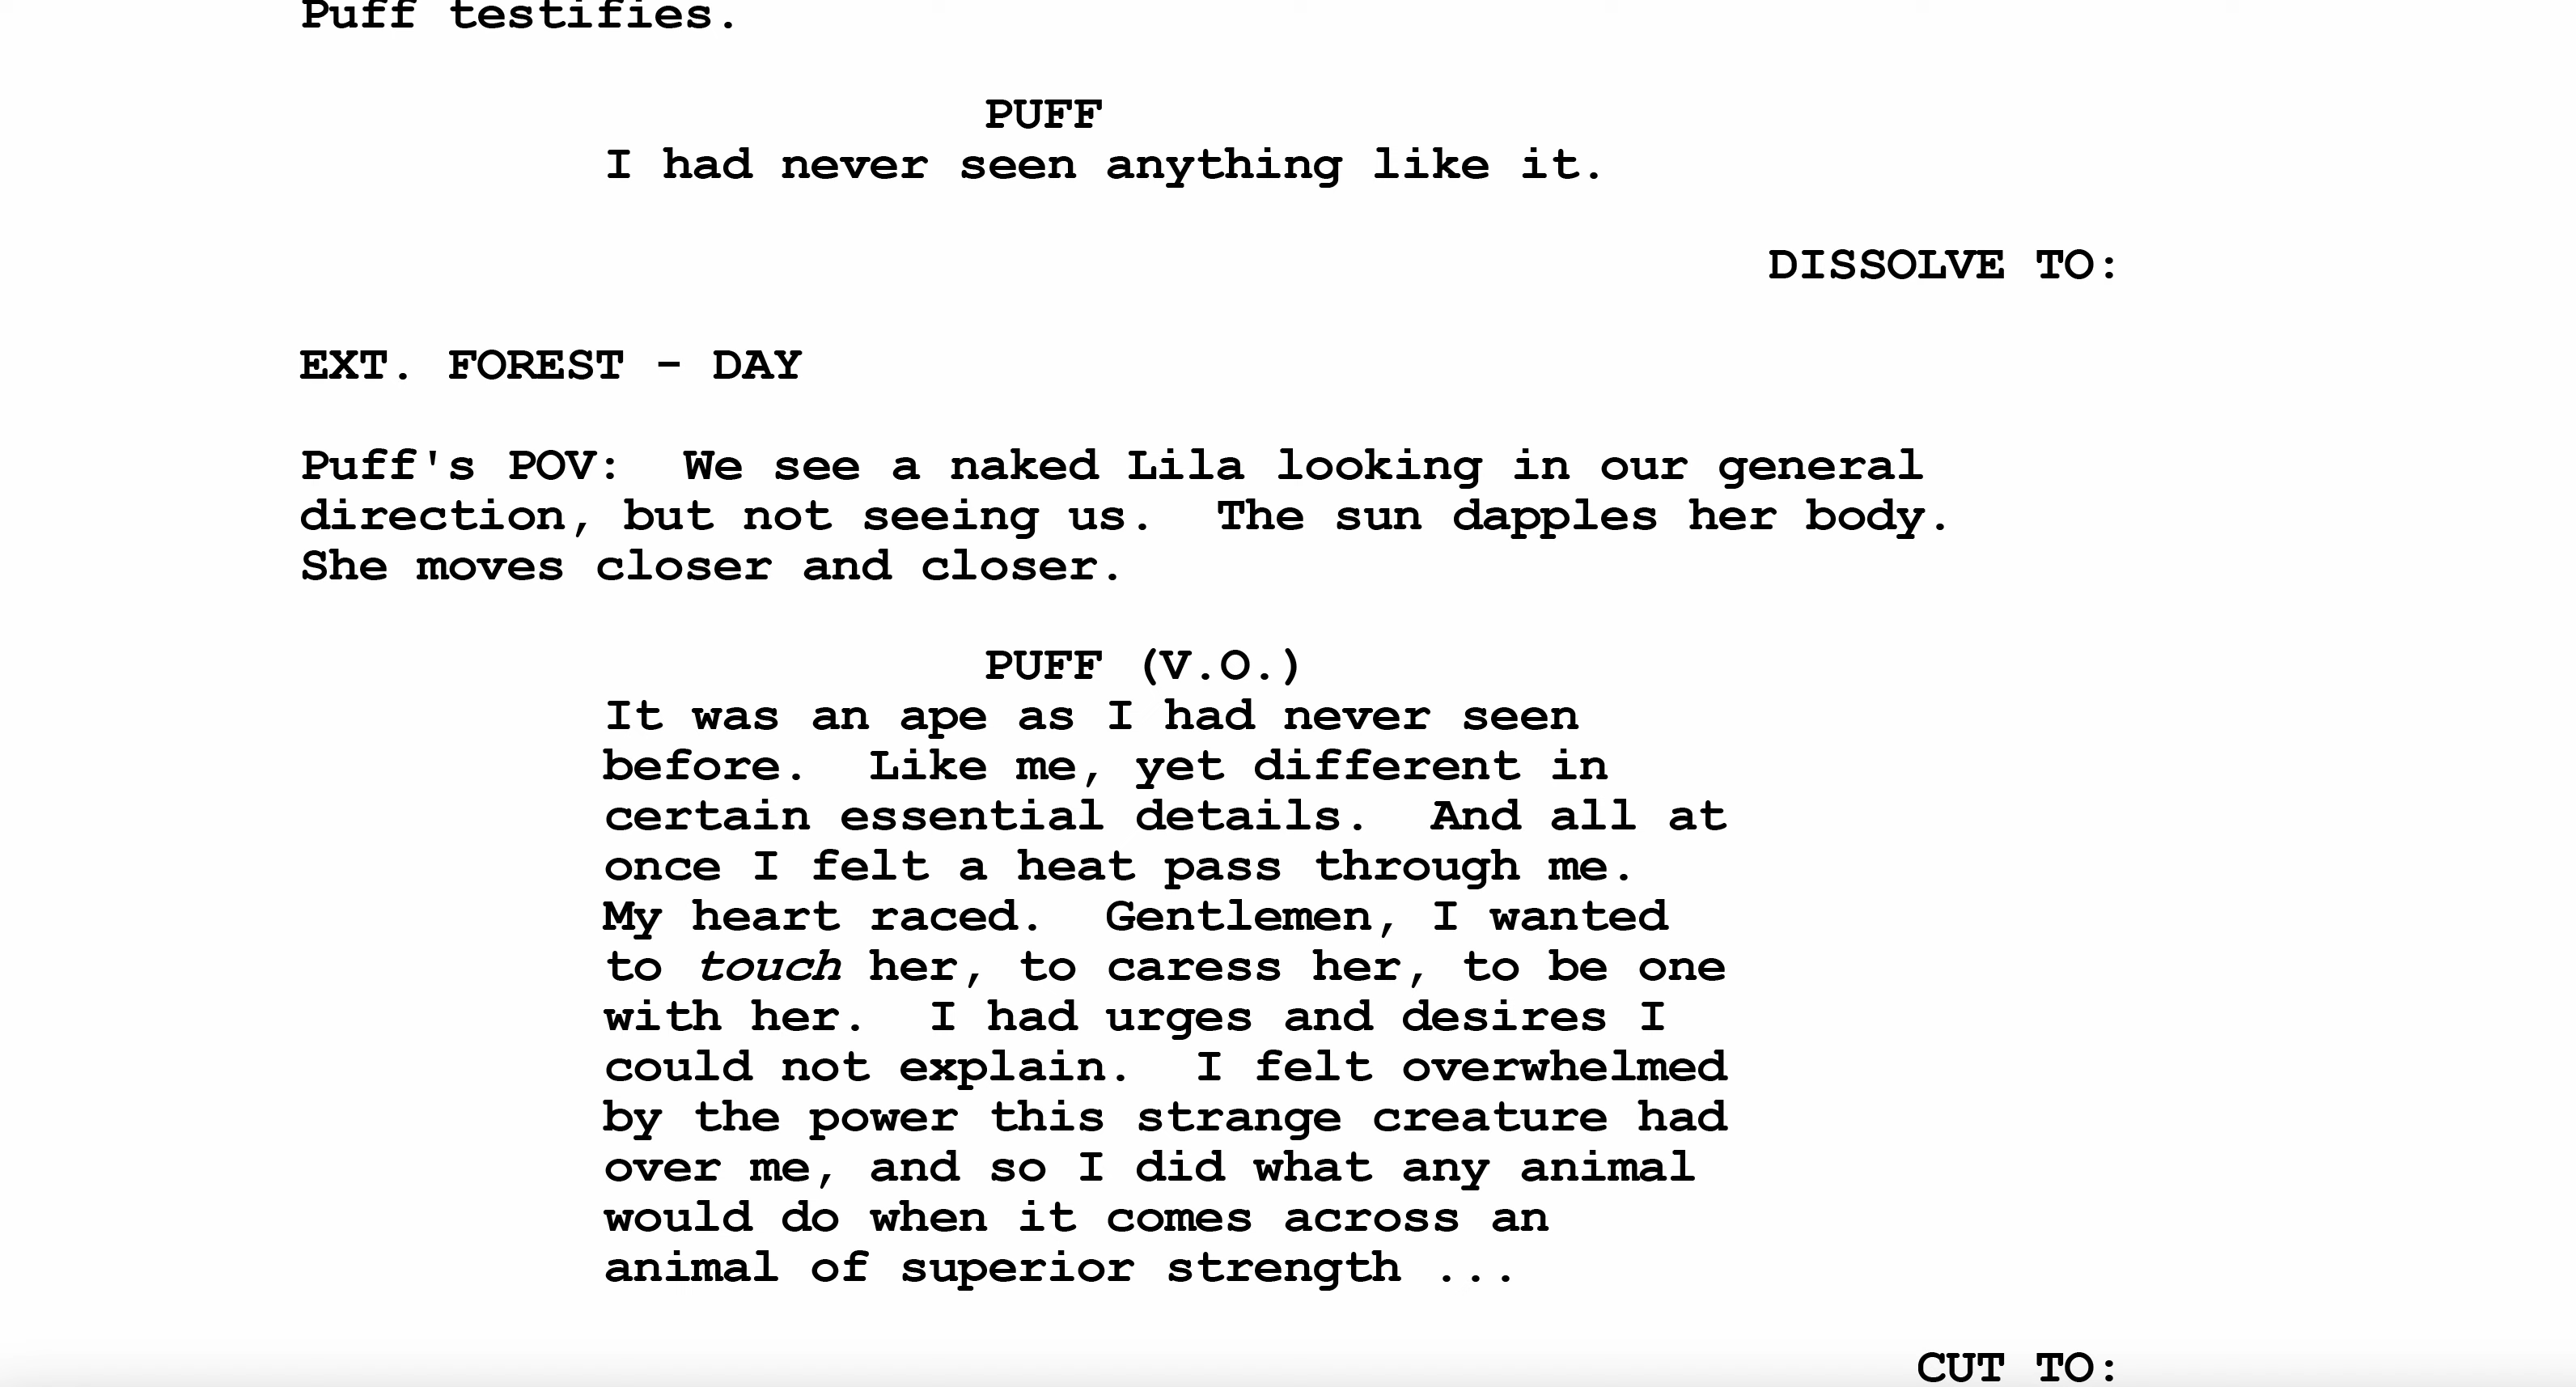 Puff testifies.
PUFF
I had never seen anything like it.
DISSOLVE TO:
EXT. FOREST - DAY
Puff's POV:  We see a naked Lila looking in our general
direction, but not seeing us.  The sun dapples her body.
She moves closer and closer.
PUFF (V.O.)
It was an ape as I had never seen
before.  Like me, yet different in
certain essential details.  And all at
once I felt a heat pass through me.
My heart raced.  Gentlemen, I wanted
to touch her, to caress her, to be one
with her.  I had urges and desires I
could not explain.  I felt overwhelmed
by the power this strange creature had
over me, and so I did what any animal
would do when it comes across an
animal of superior strength ...
CUT TO: